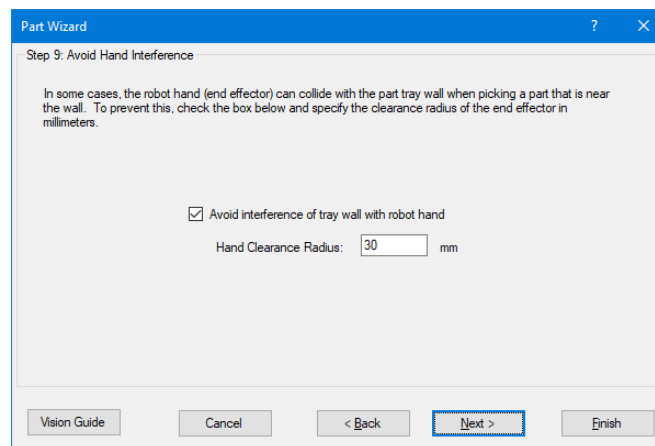 Part Wizard ? ×
Step 9: Avoid Hand Interference
In some cases, the robot hand (end effector) can collide with the part tray wall when picking a part that is near
the wall. To prevent this, check the box below and specify the clearance radius of the end effector in
millimeters.
Avoid interference of tray wall with robot hand
Hand Clearance Radius: 30 mm
Vision Guide Cancel < Back Next > Finish